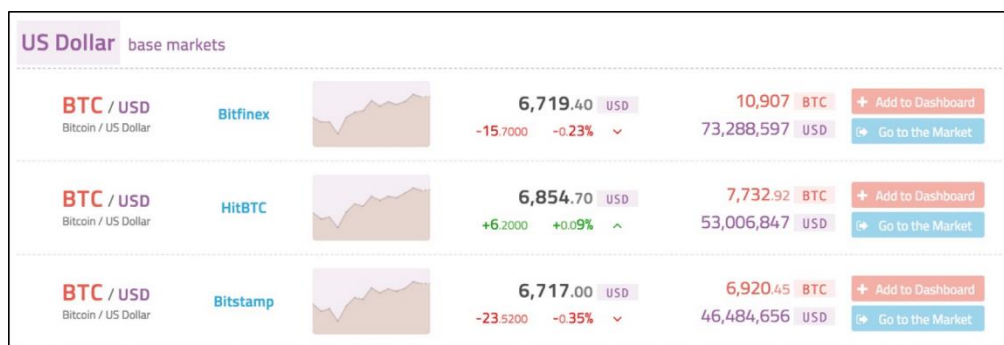 US Dollar base markets
BTC / USD
Bitcoin / US Dollar
Bitfinex
6,719.40 USD
-15.7000 -0.23%
10,907 BTC
73,288,597 USD
Add to Dashboard
Go to the Market
BTC / USD
Bitcoin / US Dollar
HitBTC
6,854.70 USD
+6.2000 +0.09%
7,732.92 BTC
53,006,847 USD
Add to Dashboard
Go to the Market
BTC / USD
Bitcoin / US Dollar
Bitstamp
6,717.00 USD
-23.5200 -0.35%
6,920.45 BTC
46,484,656 USD
Add to Dashboard
Go to the Market